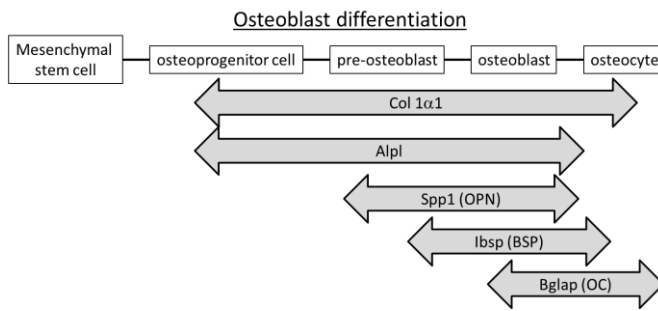 Osteoblast differentiation
Mesenchymal
stem cell
osteoprogenitor cell
pre-osteoblast
osteoblast
osteocyte
Col 1α1
Alpl
Spp1 (OPN)
Ibsp (BSP)
Bglap (OC)